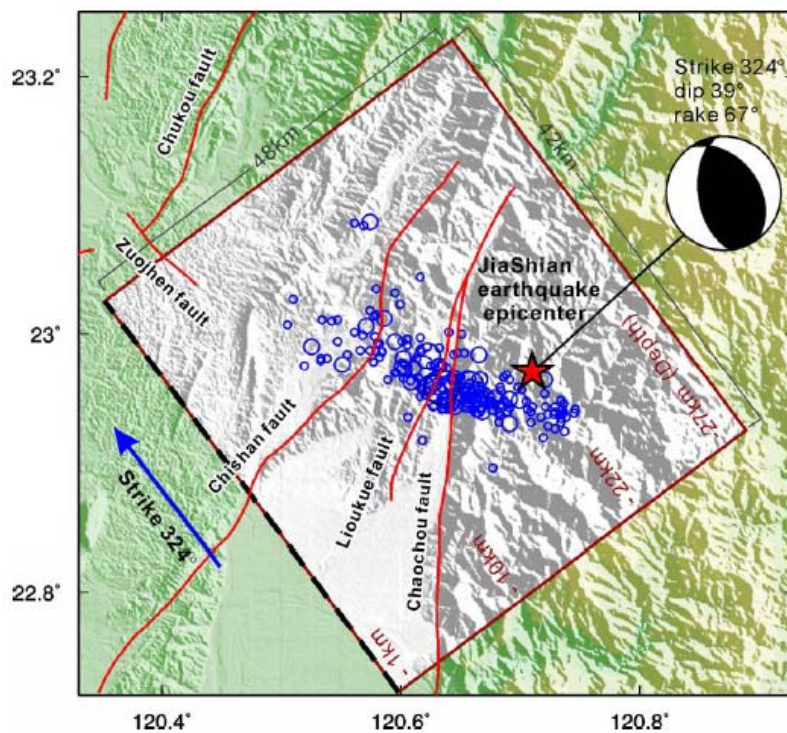 23.2°
23°
22.8°
120.4°
120.6°
120.8°
Strike 324°
dip 39°
rake 67°
48km
42km
Chukou fault
Zuojhen fault
JiaShian
earthquake
epicenter
Chishan fault
Lioukue fault
Chaochou fault
Strike 324°
-27km (Depth)
- 22km
- 10km
- 1km